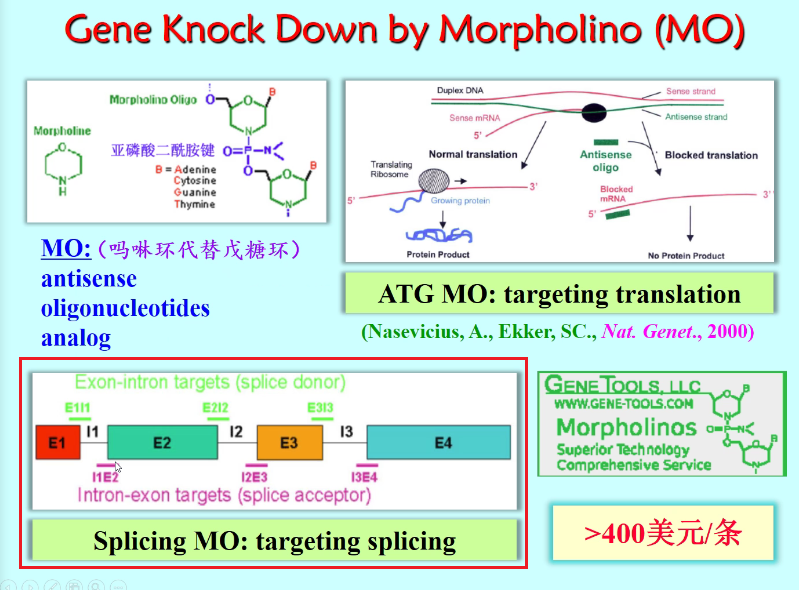 Gene Knock Down by Morpholino (MO)
Morpholino Oligo
O
B
O
N
Morpholine
O
N
H
亚磷酸二酰胺键
O=P-N
O
B
O
N
B = Adenine
Cytosine
Guanine
Thymine
Duplex DNA
Sense strand
Antisense strand
Sense mRNA
5'
Normal translation
Antisense
oligo
Blocked translation
Translating
Ribosome
3'
5'
Growing protein
Protein Product
Blocked
mRNA
3'
5'
No Protein Product
MO:（吗啉环代替戊糖环）
antisense
oligonucleotides
analog
ATG MO: targeting translation
(Nasevicius, A., Ekker, SC., Nat. Genet., 2000)
Exon-intron targets (splice donor)
E1I1
E2I2
E3I3
E1
I1
E2
I2
E3
I3
E4
I1E2
I2E3
I3E4
Intron-exon targets (splice acceptor)
Splicing MO: targeting splicing
GENE TOOLS, LLC
WWW.GENE-TOOLS.COM
Morpholinos
Superior Technology
Comprehensive Service
O
B
N
O=P-N
O
O
B
N
>400美元/条